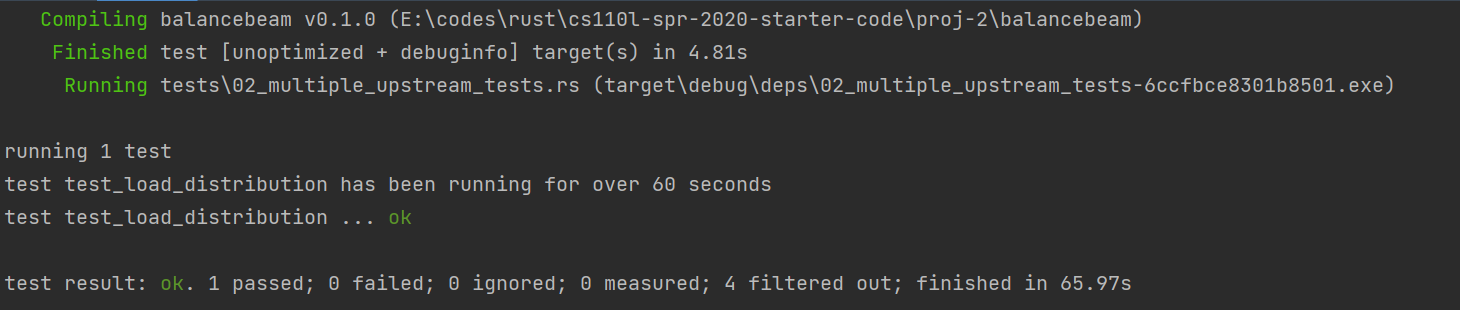 Compiling balancebeam v0.1.0 (E:\codes\rust\cs110l-spr-2020-starter-code\proj-2\balancebeam)
Finished test [unoptimized + debuginfo] target(s) in 4.81s
Running tests\02_multiple_upstream_tests.rs (target\debug\deps\02_multiple_upstream_tests-6ccfbce8301b8501.exe)
running 1 test
test test_load_distribution has been running for over 60 seconds
test test_load_distribution ... ok
test result: ok. 1 passed; 0 failed; 0 ignored; 0 measured; 4 filtered out; finished in 65.97s